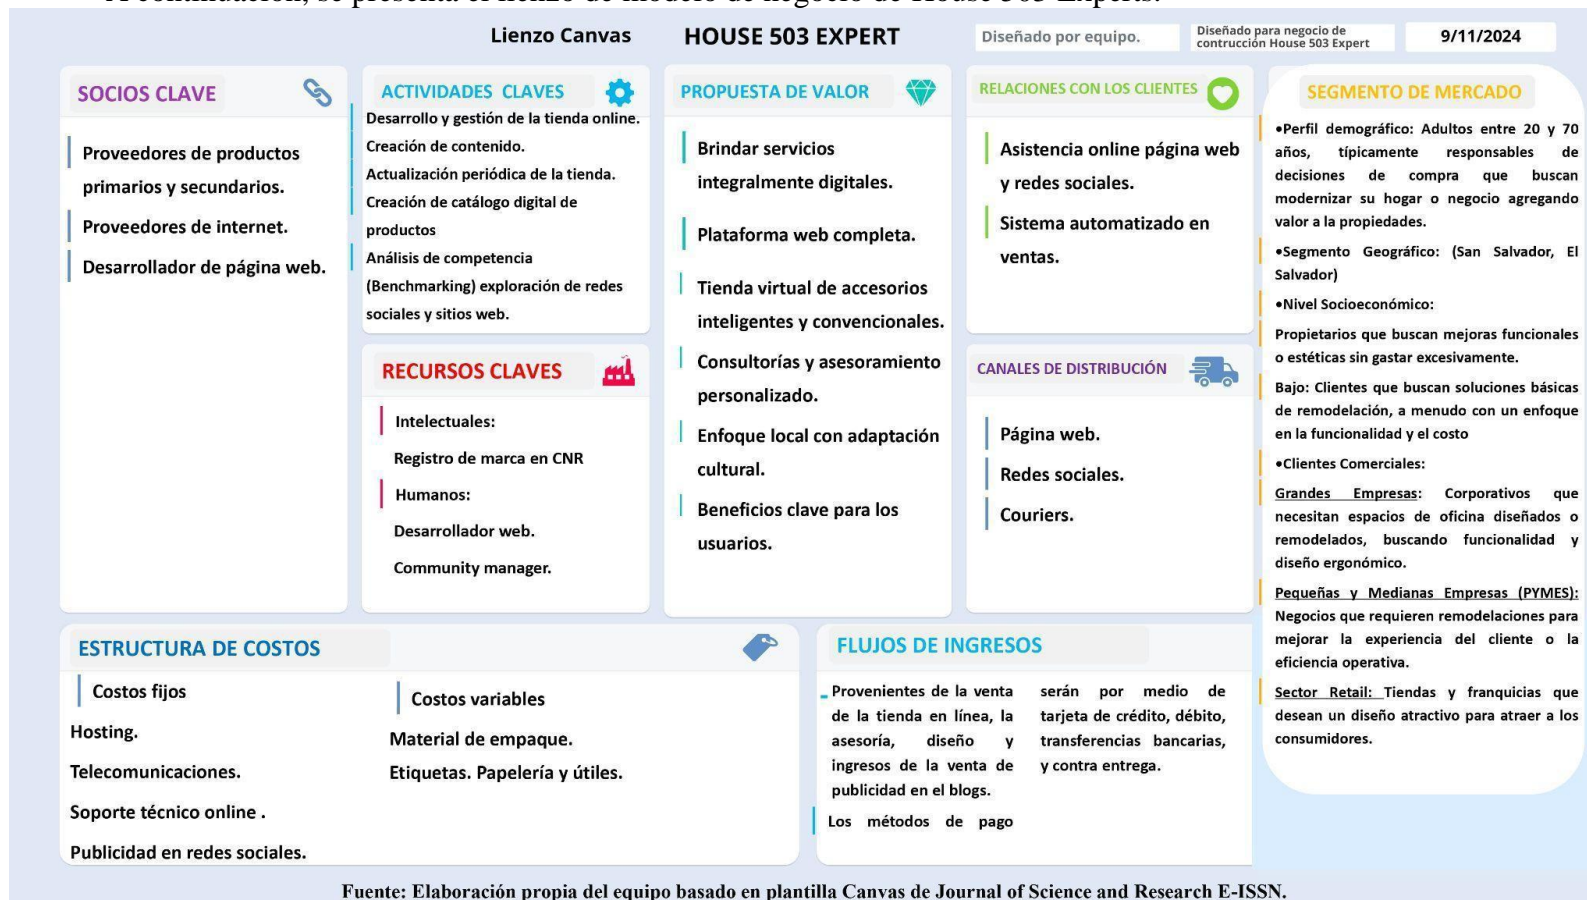 A continuación, se presenta el lienzo de modelo de negocio de House 503 Experts.
Lienzo Canvas
HOUSE 503 EXPERT
Diseñado por equipo.
Diseñado para negocio de
contrucción House 503 Expert
9/11/2024
SOCIOS CLAVE
Proveedores de productos
primarios y secundarios.
Proveedores de internet.
Desarrollador de página web.
ACTIVIDADES CLAVES
Desarrollo y gestión de la tienda online.
Creación de contenido.
Actualización periódica de la tienda.
Creación de catálogo digital de
productos
Análisis de competencia
(Benchmarking) exploración de redes
sociales y sitios web.
RECURSOS CLAVES
Intelectuales:
Registro de marca en CNR
Humanos:
Desarrollador web.
Community manager.
PROPUESTA DE VALOR
Brindar servicios
integralmente digitales.
Plataforma web completa.
Tienda virtual de accesorios
inteligentes y convencionales.
Consultorías y asesoramiento
personalizado.
Enfoque local con adaptación
cultural.
Beneficios clave para los
usuarios.
RELACIONES CON LOS CLIENTES
Asistencia online página web
y redes sociales.
Sistema automatizado en
ventas.
CANALES DE DISTRIBUCIÓN
Página web.
Redes sociales.
Couriers.
SEGMENTO DE MERCADO
•Perfil demográfico: Adultos entre 20 y 70
años, típicamente responsables de
decisiones de compra que buscan
modernizar su hogar o negocio agregando
valor a la propiedades.
•Segmento Geográfico: (San Salvador, El
Salvador)
•Nivel Socioeconómico:
Propietarios que buscan mejoras funcionales
o estéticas sin gastar excesivamente.
Bajo: Clientes que buscan soluciones básicas
de remodelación, a menudo con un enfoque
en la funcionalidad y el costo
•Clientes Comerciales:
Grandes Empresas: Corporativos que
necesitan espacios de oficina diseñados o
remodelados, buscando funcionalidad y
diseño ergonómico.
Pequeñas y Medianas Empresas (PYMES):
Negocios que requieren remodelaciones para
mejorar la experiencia del cliente o la
eficiencia operativa.
Sector Retail: Tiendas y franquicias que
desean un diseño atractivo para atraer a los
consumidores.
ESTRUCTURA DE COSTOS
Costos fijos
Hosting.
Telecomunicaciones.
Soporte técnico online .
Publicidad en redes sociales.
Costos variables
Material de empaque.
Etiquetas. Papelería y útiles.
FLUJOS DE INGRESOS
Provenientes de la venta
de la tienda en línea, la
asesoría, diseño y
ingresos de la venta de
publicidad en el blogs.
Los métodos de pago
serán por medio de
tarjeta de crédito, débito,
transferencias bancarias,
y contra entrega.
Fuente: Elaboración propia del equipo basado en plantilla Canvas de Journal of Science and Research E-ISSN.